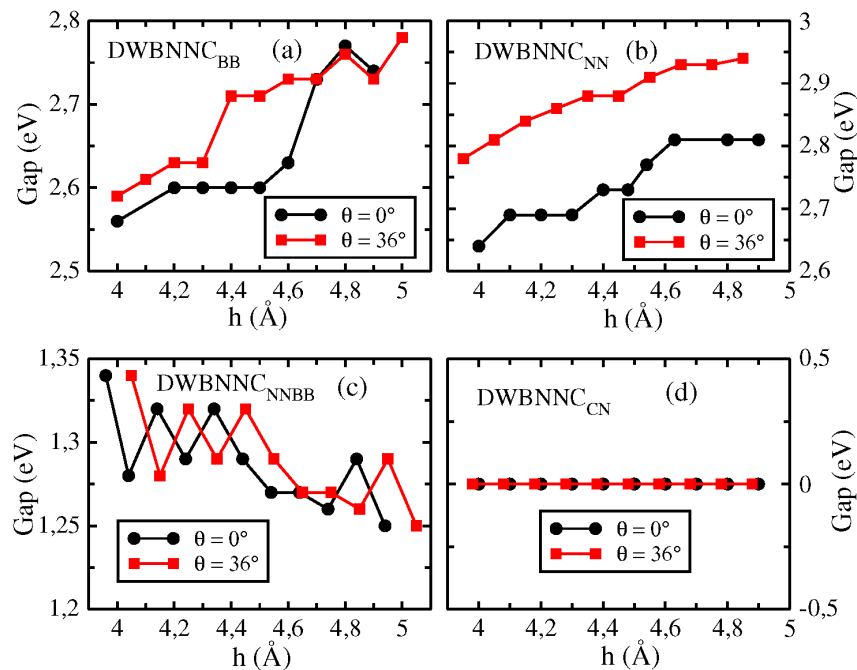 DWBNNC_BB (a)
2,8
2,7
2,6
2,5
Gap (eV)
θ = 0°
θ = 36°
4 4,2 4,4 4,6 4,8 5
h (Å)
DWBNNC_NN (b)
3
2,9
2,8
2,7
2,6
Gap (eV)
θ = 0°
θ = 36°
4 4,2 4,4 4,6 4,8 5
h (Å)
DWBNNC_NNBB (c)
1,35
1,3
1,25
1,2
Gap (eV)
θ = 0°
θ = 36°
4 4,2 4,4 4,6 4,8 5
h (Å)
DWBNNC_CN (d)
0,5
0
-0,5
Gap (eV)
θ = 0°
θ = 36°
4 4,2 4,4 4,6 4,8 5
h (Å)